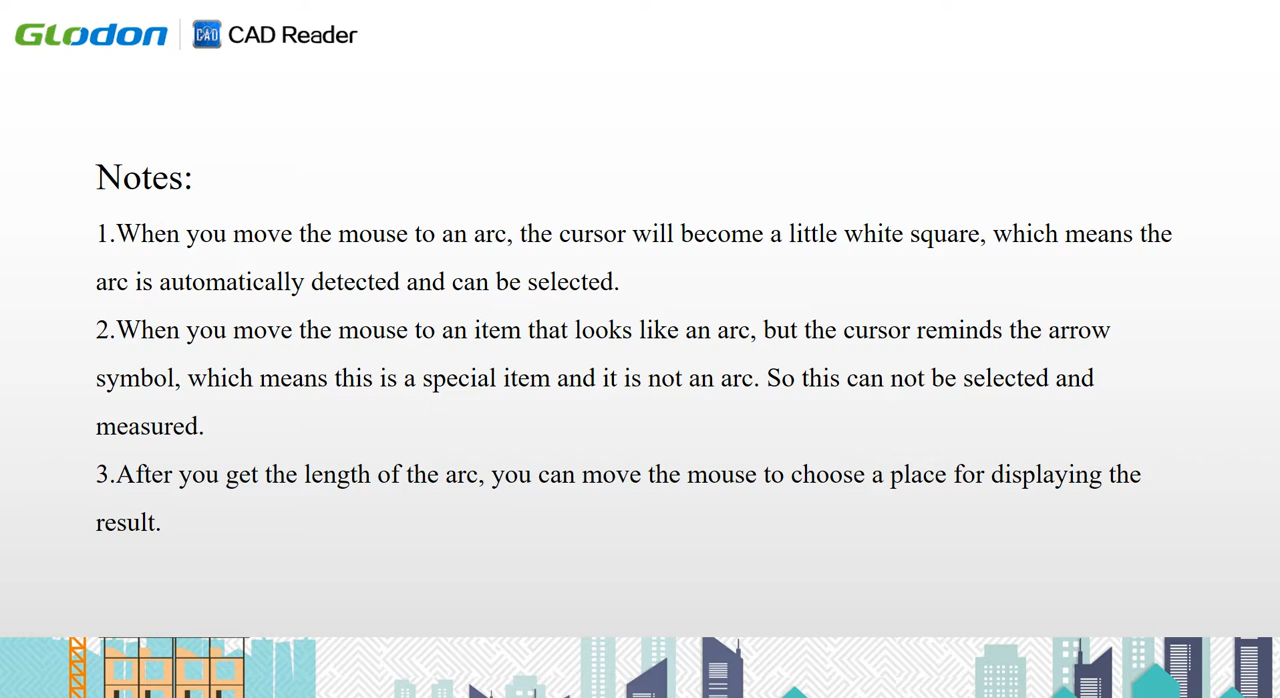 GLodon CAD CAD Reader
Notes:
1.When you move the mouse to an arc, the cursor will become a little white square, which means the
arc is automatically detected and can be selected.
2.When you move the mouse to an item that looks like an arc, but the cursor reminds the arrow
symbol, which means this is a special item and it is not an arc. So this can not be selected and
measured.
3.After you get the length of the arc, you can move the mouse to choose a place for displaying the
result.